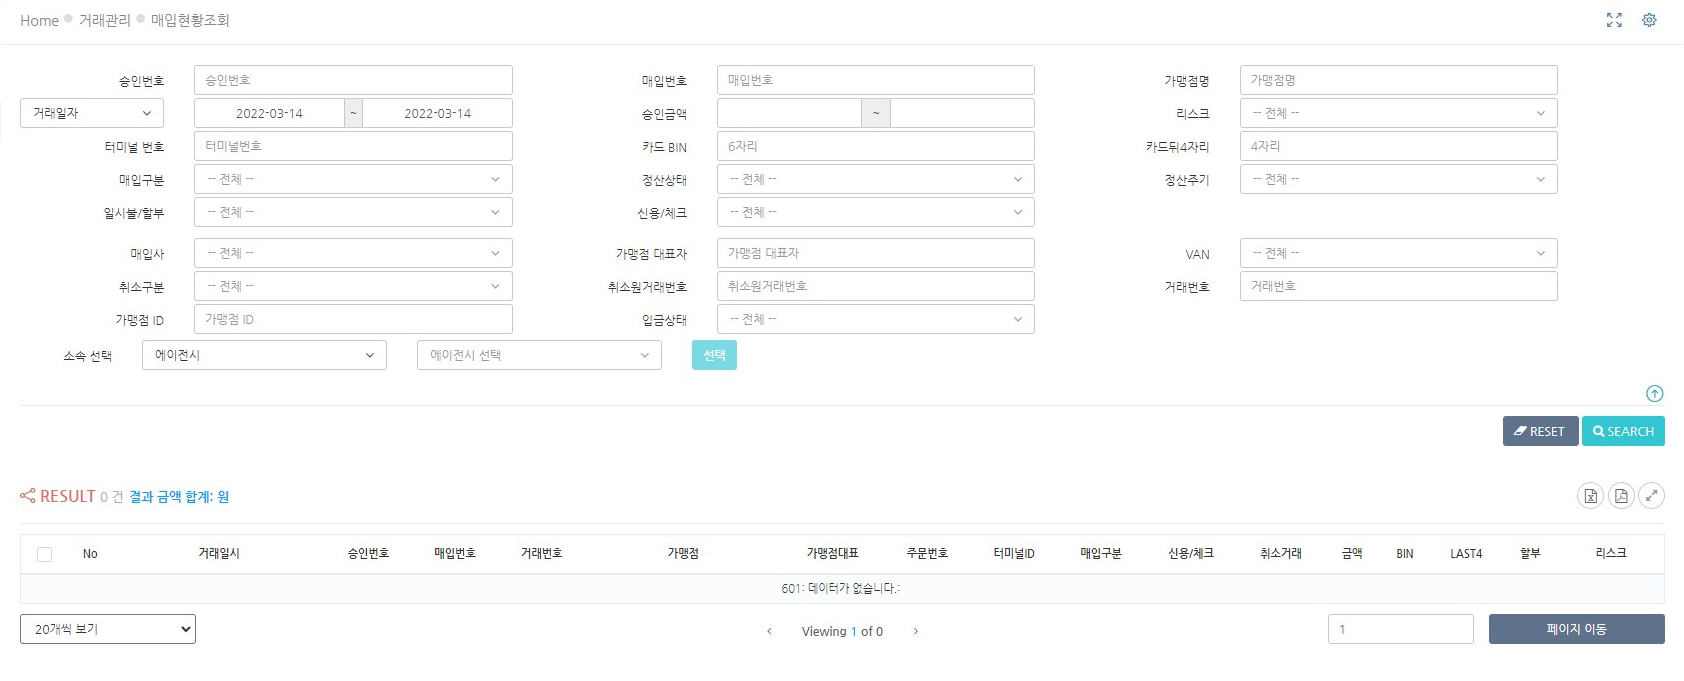 Home 거래관리 매입현황조회
승인번호 승인번호 매입번호 매입번호 가맹점명 가맹점명
거래일자 2022-03-14 ~ 2022-03-14 승인금액 ~ 리스크 -- 전체 --
터미널 번호 터미널번호 카드 BIN 6자리 카드뒤4자리 4자리
매입구분 -- 전체 -- 정산상태 -- 전체 -- 정산주기 -- 전체 --
일시불/할부 -- 전체 -- 신용/체크 -- 전체 --
매입사 -- 전체 -- 가맹점 대표자 가맹점 대표자 VAN -- 전체 --
취소구분 -- 전체 -- 취소원거래번호 취소원거래번호 거래번호 거래번호
가맹점 ID 가맹점 ID 입금상태 -- 전체 --
소속 선택 에이전시 에이전시 선택 선택
RESET SEARCH
RESULT 0 건 결과 금액 합계: 원
No 거래일시 승인번호 매입번호 거래번호 가맹점 가맹점대표 주문번호 터미널ID 매입구분 신용/체크 취소거래 금액 BIN LAST4 할부 리스크
601: 데이터가 없습니다.:
20개씩 보기 Viewing 1 of 0 1 페이지 이동